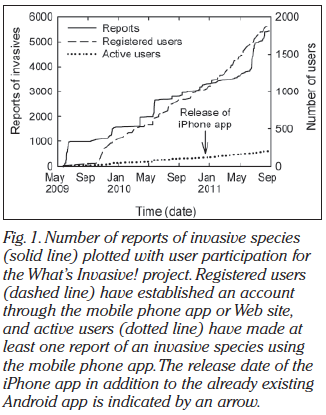 6000
5000
4000
3000
2000
1000
0
Reports of invasives
Reports
Registered users
Active users
Release of
iPhone app
2000
1500
1000
500
0
Number of users
May Sep Jan May Sep Jan May Sep
2009 2010 2011
Time (date)
Fig. 1. Number of reports of invasive species
(solid line) plotted with user participation for
the What's Invasive! project. Registered users
(dashed line) have established an account
through the mobile phone app or Web site,
and active users (dotted line) have made at
least one report of an invasive species using
the mobile phone app. The release date of the
iPhone app in addition to the already existing
Android app is indicated by an arrow.